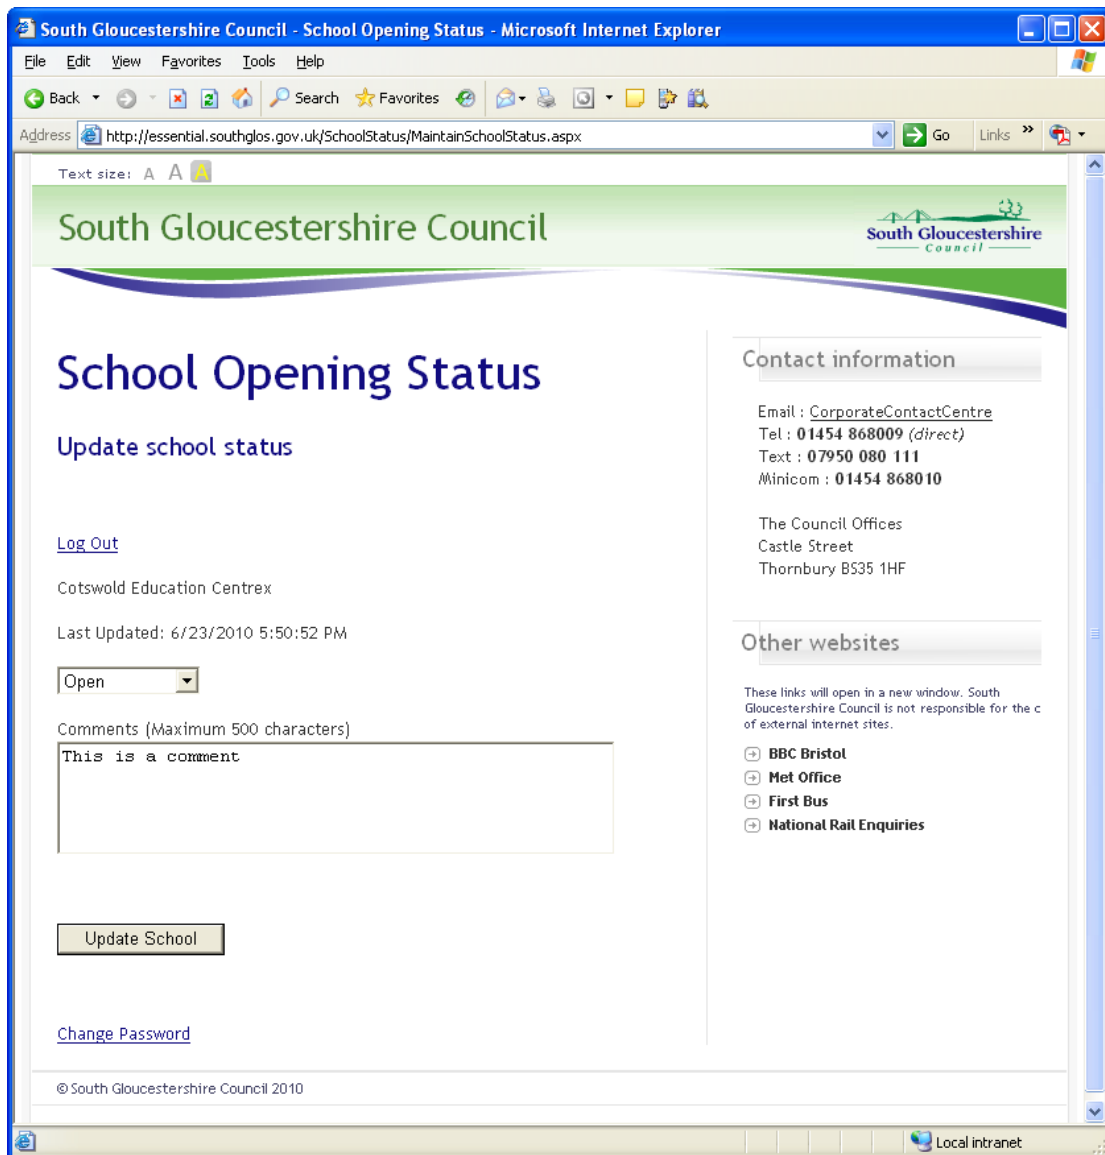 South Gloucestershire Council - School Opening Status - Microsoft Internet Explorer
File Edit View Favorites Tools Help
Back Search Favorites
Address http://essential.southglos.gov.uk/SchoolStatus/MaintainSchoolStatus.aspx Go Links »
Text size: A A A
South Gloucestershire Council
South Gloucestershire
Council
School Opening Status
Update school status
Log Out
Cotswold Education Centrex
Last Updated: 6/23/2010 5:50:52 PM
Open
Comments (Maximum 500 characters)
This is a comment
Update School
Change Password
Contact information
Email : CorporateContactCentre
Tel : 01454 868009 (direct)
Text : 07950 080 111
Minicom : 01454 868010
The Council Offices
Castle Street
Thornbury BS35 1HF
Other websites
These links will open in a new window. South
Gloucestershire Council is not responsible for the c
of external internet sites.
BBC Bristol
Met Office
First Bus
National Rail Enquiries
© South Gloucestershire Council 2010
Local intranet